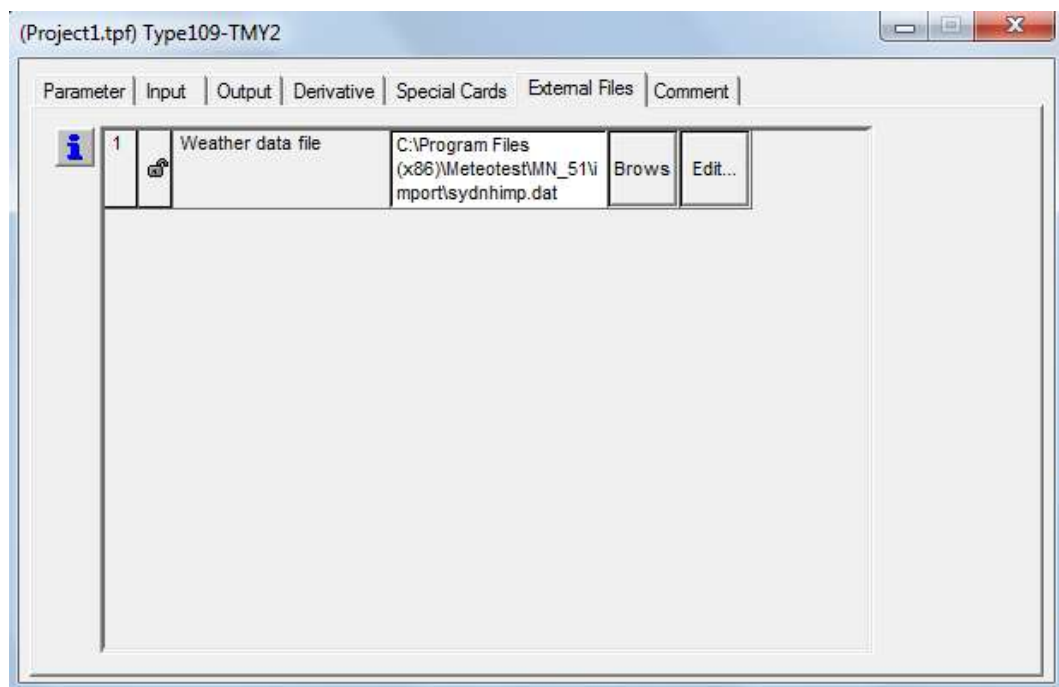 (Project1.tpf) Type109-TMY2
Parameter Input Output Derivative Special Cards External Files Comment
1 Weather data file C:\Program Files
(x86)\Meteotest\MN_51\i Brows Edit...
mport\sydnhimp.dat